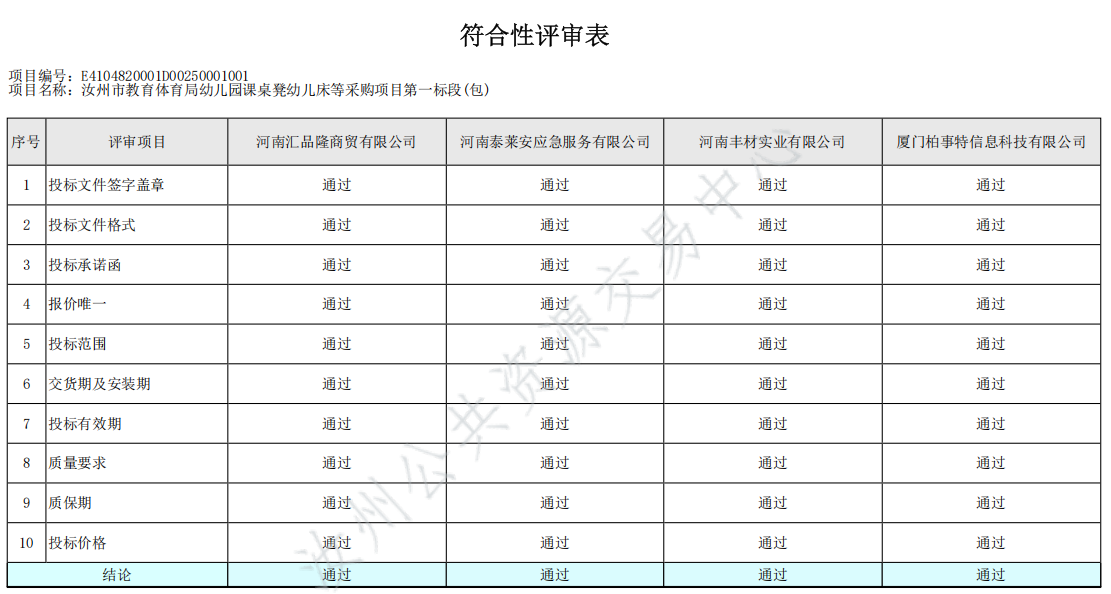 符合性评审表
项目编号：E4104820001D00250001001
项目名称：汝州市教育体育局幼儿园课桌凳幼儿床等采购项目第一标段(包)
序号 评审项目 河南汇品隆商贸有限公司 河南泰莱安应急服务有限公司 河南丰材实业有限公司 厦门柏事特信息科技有限公司
1 投标文件签字盖章 通过 通过 通过 通过
2 投标文件格式 通过 通过 通过 通过
3 投标承诺函 通过 通过 通过 通过
4 报价唯一 通过 通过 通过 通过
5 投标范围 通过 通过 通过 通过
6 交货期及安装期 通过 通过 通过 通过
7 投标有效期 通过 通过 通过 通过
8 质量要求 通过 通过 通过 通过
9 质保期 通过 通过 通过 通过
10 投标价格 通过 通过 通过 通过
结论 通过 通过 通过 通过
汝州公共资源交易中心